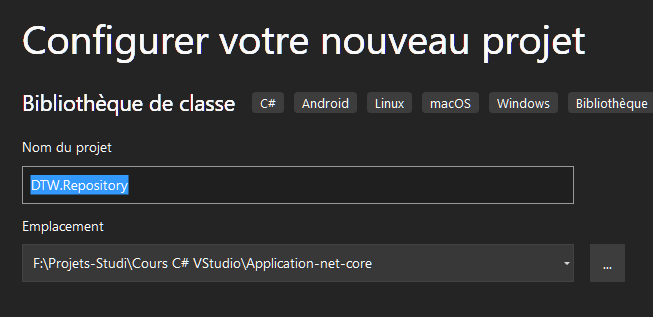 Configurer votre nouveau projet
Bibliothèque de classe C# Android Linux macOS Windows Bibliothèque
Nom du projet
DTW.Repository
Emplacement
F:\Projets-Studi\Cours C# VStudio\Application-net-core
...